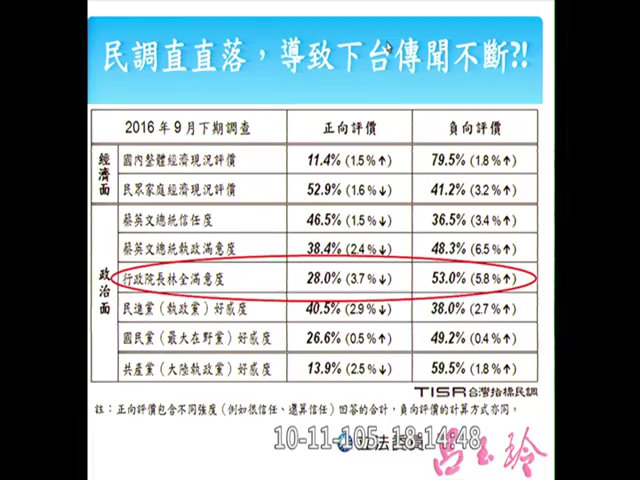 民調直直落，導致下台傳聞不斷?!
2016年9月下期調查 正向評價 負向評價
經濟面
國內整體經濟現況評價 11.4% (1.5%↑) 79.5% (1.8%↑)
民眾家庭經濟現況評價 52.9% (1.6%↓) 41.2% (3.2%↑)
政治面
蔡英文總統信任度 46.5% (1.5%↓) 36.5% (3.4%↑)
蔡英文總統執政滿意度 38.4% (2.4%↓) 48.3% (6.5%↑)
行政院長林全滿意度 28.0% (3.7%↓) 53.0% (5.8%↑)
民進黨（執政黨）好感度 40.5% (2.9%↓) 38.0% (2.7%↑)
國民黨（最大在野黨）好感度 26.6% (0.5%↑) 49.2% (0.4%↑)
共產黨（大陸執政黨）好感度 13.9% (2.5%↓) 59.5% (1.8%↑)
TISR台灣指標民調
註：正向評價包含不同強度（例如很信任、還算信任）回答的合計，負向評價的計算方式亦同。
10-11-105 18:14:48
立法委員 呂玉玲